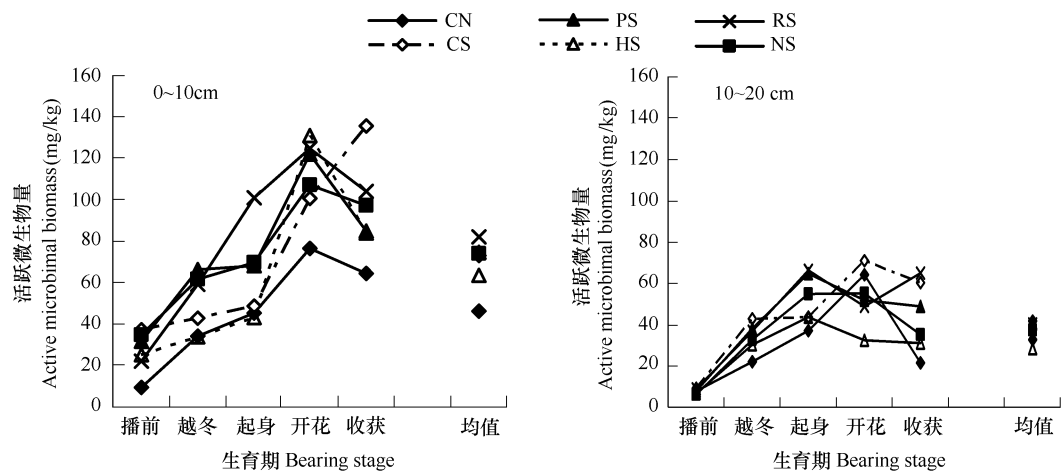 CN PS RS
CS HS NS
活跃微生物量
Active microbimal biomass(mg/kg)
160
140
120
100
80
60
40
20
0
0~10cm
播前 越冬 起身 开花 收获 均值
生育期 Bearing stage
活跃微生物量
Active microbimal biomass(mg/kg)
160
140
120
100
80
60
40
20
0
10~20 cm
播前 越冬 起身 开花 收获 均值
生育期 Bearing stage